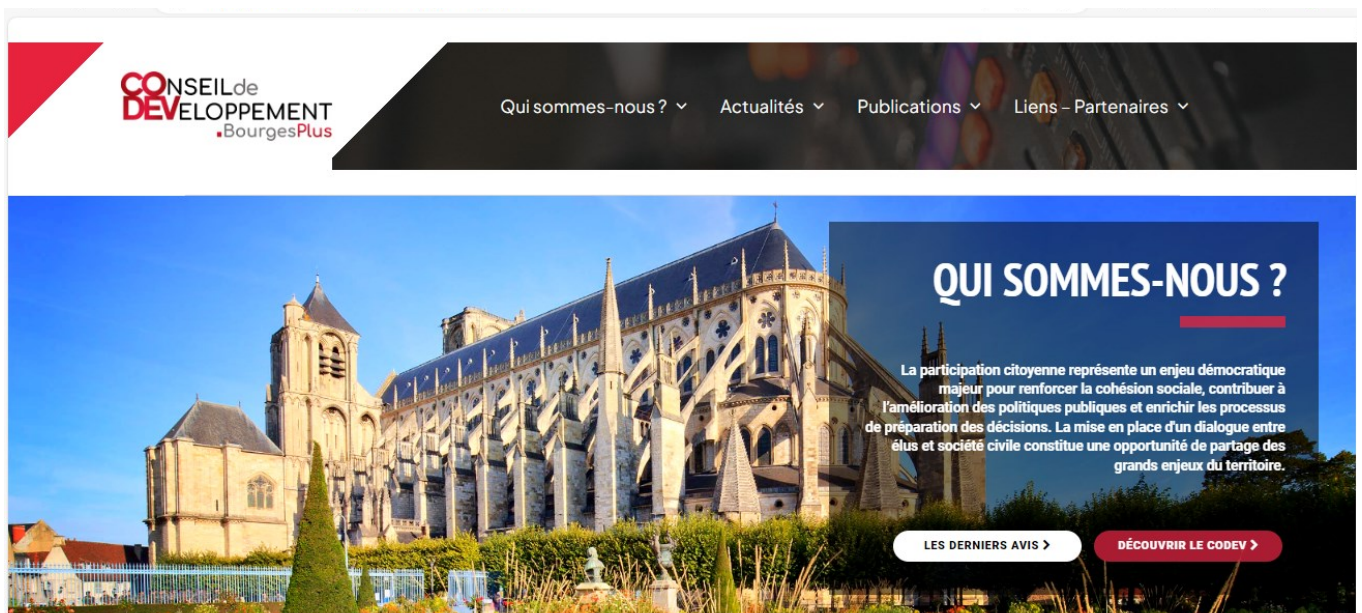 CONSEILde
DEVELOPPEMENT
BourgesPlus
Qui sommes-nous ?
Actualités
Publications
Liens – Partenaires
QUI SOMMES-NOUS ?
La participation citoyenne représente un enjeu démocratique
majeur pour renforcer la cohésion sociale, contribuer à
l'amélioration des politiques publiques et enrichir les processus
de préparation des décisions. La mise en place d'un dialogue entre
élus et société civile constitue une opportunité de partage des
grands enjeux du territoire.
LES DERNIERS AVIS >
DÉCOUVRIR LE CODEV >